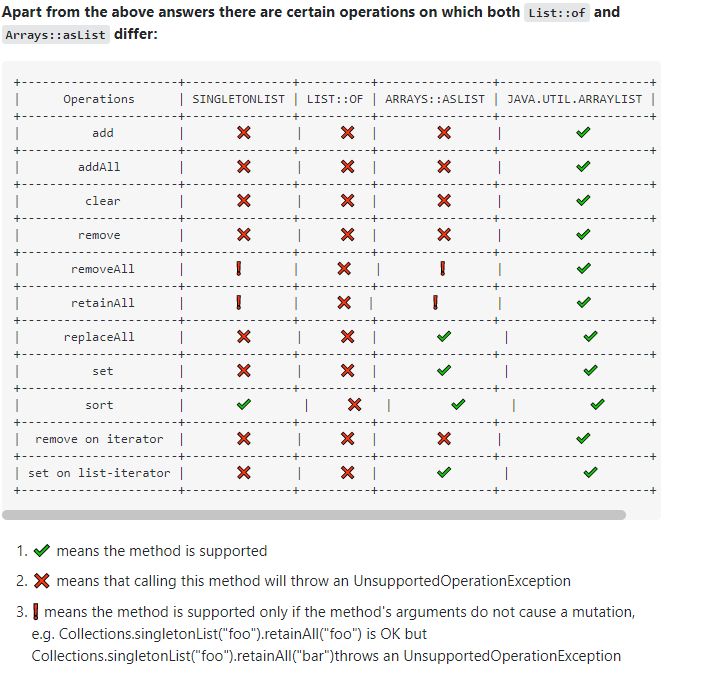 Apart from the above answers there are certain operations on which both List::of and
Arrays::asList differ:
+----------------------+---------------+----------+----------------+---------------------+
| Operations | SINGLETONLIST | LIST::OF | ARRAYS::ASLIST | JAVA.UTIL.ARRAYLIST |
+----------------------+---------------+----------+----------------+---------------------+
| add | ❌ | ❌ | ❌ | ✔️ |
+----------------------+---------------+----------+----------------+---------------------+
| addAll | ❌ | ❌ | ❌ | ✔️ |
+----------------------+---------------+----------+----------------+---------------------+
| clear | ❌ | ❌ | ❌ | ✔️ |
+----------------------+---------------+----------+----------------+---------------------+
| remove | ❌ | ❌ | ❌ | ✔️ |
+----------------------+---------------+----------+----------------+---------------------+
| removeAll | ❗ | ❌ | ❗ | ✔️ |
+----------------------+---------------+----------+----------------+---------------------+
| retainAll | ❗ | ❌ | ❗ | ✔️ |
+----------------------+---------------+----------+----------------+---------------------+
| replaceAll | ❌ | ❌ | ✔️ | ✔️ |
+----------------------+---------------+----------+----------------+---------------------+
| set | ❌ | ❌ | ✔️ | ✔️ |
+----------------------+---------------+----------+----------------+---------------------+
| sort | ✔️ | ❌ | ✔️ | ✔️ |
+----------------------+---------------+----------+----------------+---------------------+
| remove on iterator | ❌ | ❌ | ❌ | ✔️ |
+----------------------+---------------+----------+----------------+---------------------+
| set on list-iterator | ❌ | ❌ | ✔️ | ✔️ |
+----------------------+---------------+----------+----------------+---------------------+
1. ✔️ means the method is supported
2. ❌ means that calling this method will throw an UnsupportedOperationException
3. ❗ means the method is supported only if the method's arguments do not cause a mutation,
e.g. Collections.singletonList("foo").retainAll("foo") is OK but
Collections.singletonList("foo").retainAll("bar")throws an UnsupportedOperationException